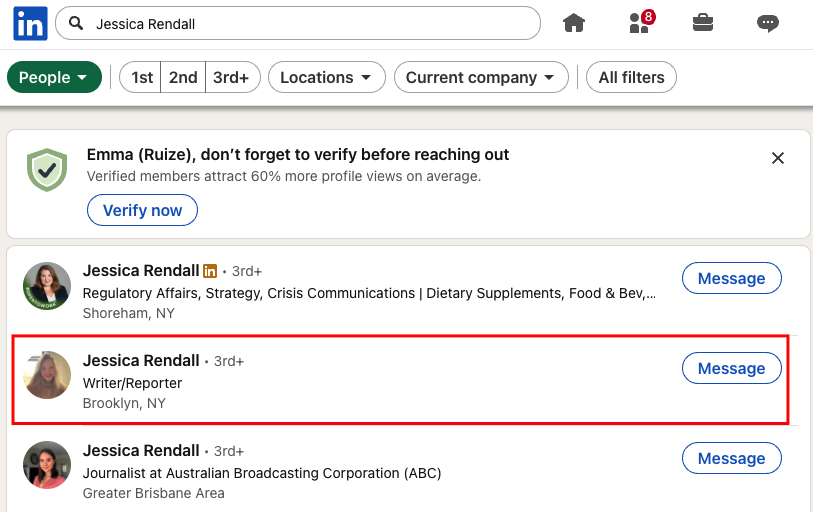 in Jessica Rendall 8
People 1st 2nd 3rd+ Locations Current company All filters
Emma (Ruize), don’t forget to verify before reaching out
Verified members attract 60% more profile views on average.
Verify now
Jessica Rendall in • 3rd+
Message
Regulatory Affairs, Strategy, Crisis Communications | Dietary Supplements, Food & Bev,...
Shoreham, NY
Jessica Rendall • 3rd+
Message
Writer/Reporter
Brooklyn, NY
Jessica Rendall • 3rd+
Message
Journalist at Australian Broadcasting Corporation (ABC)
Greater Brisbane Area